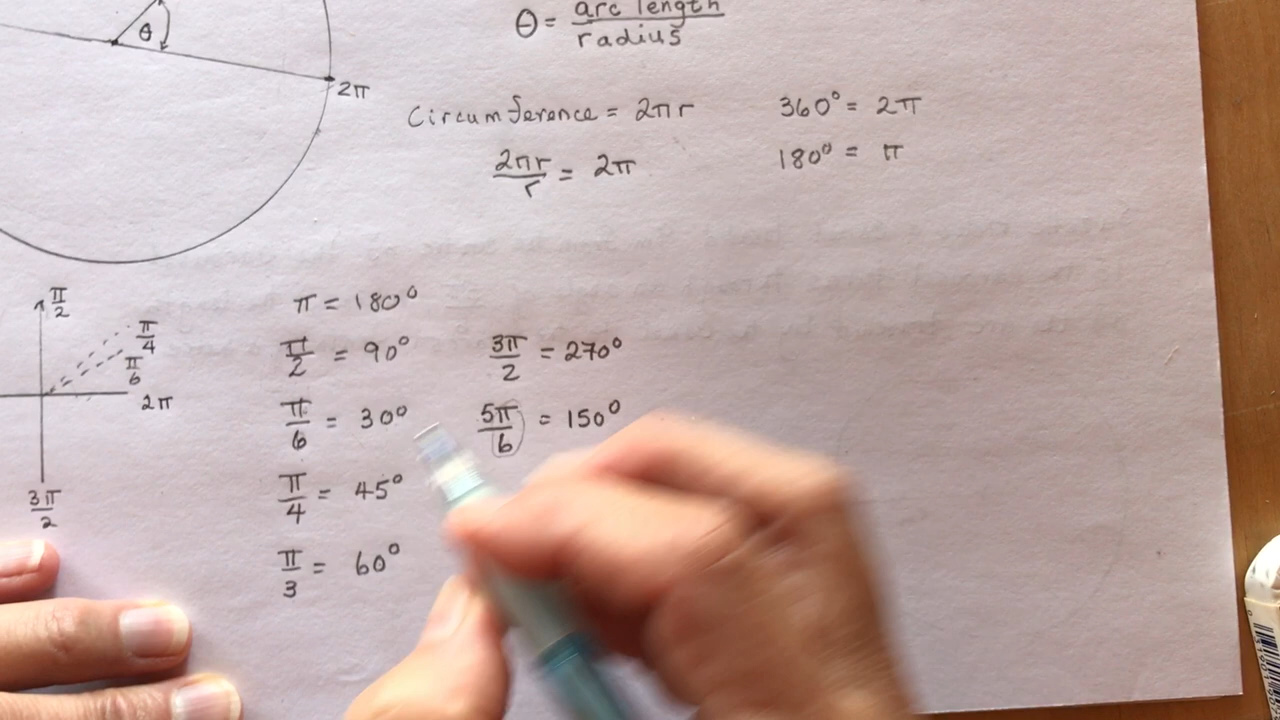 θ = arc length / radius
θ
2π
Circumference = 2πr
360° = 2π
2πr/r = 2π
180° = π
π/2
π/4
π/6
2π
3π/2
π = 180°
π/2 = 90°
3π/2 = 270°
π/6 = 30°
5π/6 = 150°
π/4 = 45°
π/3 = 60°